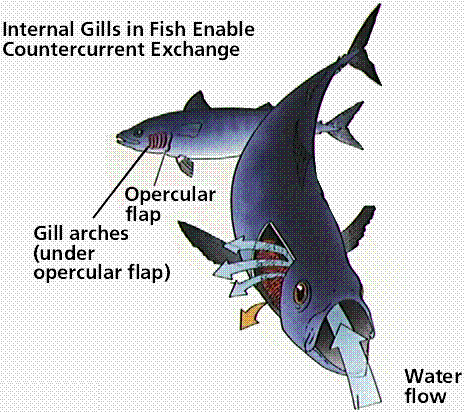 Internal Gills in Fish Enable
Countercurrent Exchange
Opercular
flap
Gill arches
(under
opercular flap)
Water
flow